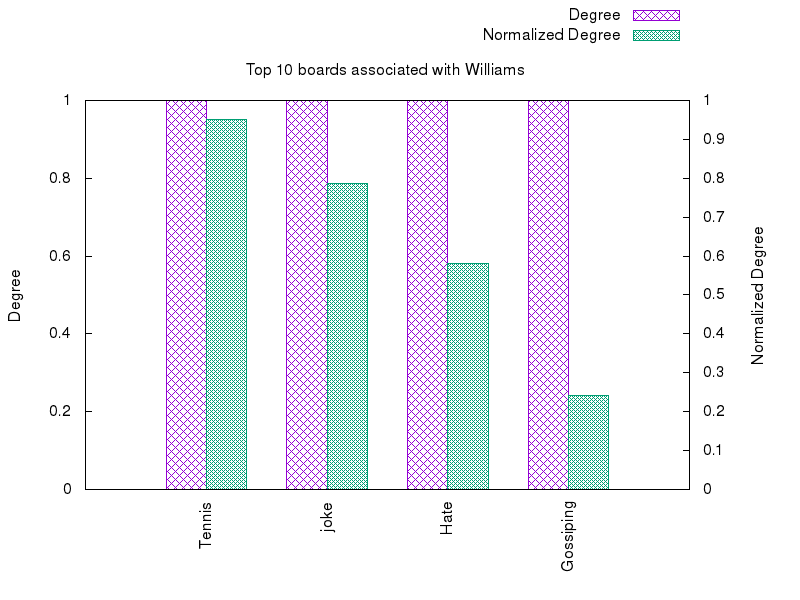 Degree
Normalized Degree
Top 10 boards associated with Williams
1
0.8
0.6
0.4
0.2
0
Degree
1
0.9
0.8
0.7
0.6
0.5
0.4
0.3
0.2
0.1
0
Normalized Degree
Tennis
joke
Hate
Gossiping